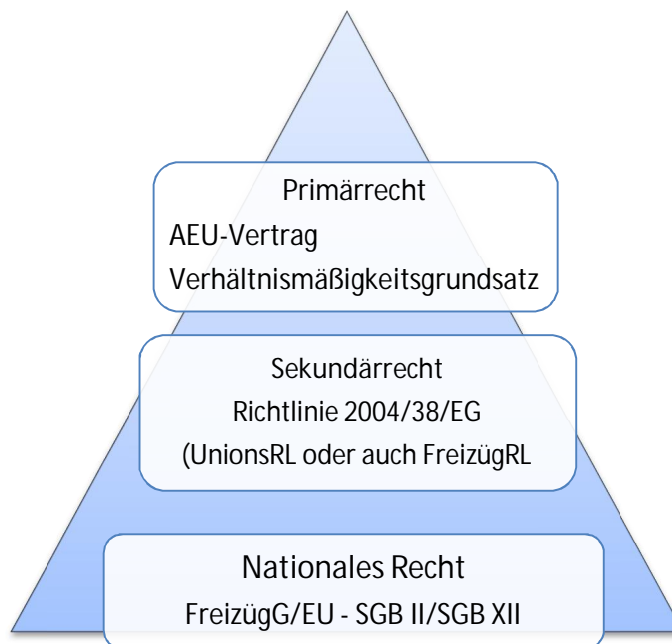 Primärrecht
AEU-Vertrag
Verhältnismäßigkeitsgrundsatz
Sekundärrecht
Richtlinie 2004/38/EG
(UnionsRL oder auch FreizügRL
Nationales Recht
FreizügG/EU - SGB II/SGB XII